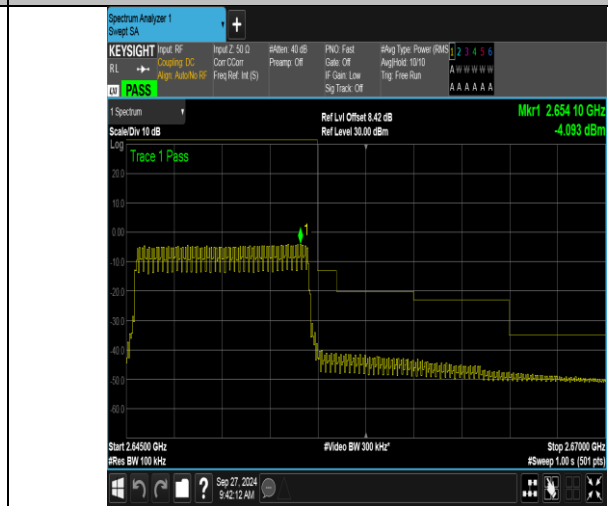 Spectrum Analyzer 1
Swept SA
+
KEYSIGHT Input: RF Input Z: 50 Ω #Atten: 40 dB PNO: Fast #Avg Type: Power (RMS 1 2 3 4 5 6
RL Coupling: DC Corr CCorr Preamp: Off Gate: Off Avg|Hold: 10/10 A W W W W W
Align: Auto/No RF Freq Ref: Int (S) IF Gain: Low Trig: Free Run
PASS Sig Track: Off A A A A A A
1 Spectrum Ref Lvl Offset 8.42 dB Mkr1 2.654 10 GHz
Scale/Div 10 dB Ref Level 30.00 dBm -4.093 dBm
Log
Trace 1 Pass
20.0
10.0
0.00
1
-10.0
-20.0
-30.0
-40.0
-50.0
-60.0
Start 2.64500 GHz #Video BW 300 kHz* Stop 2.67000 GHz
#Res BW 100 kHz #Sweep 1.00 s (501 pts)
? Sep 27, 2024
9:42:12 AM